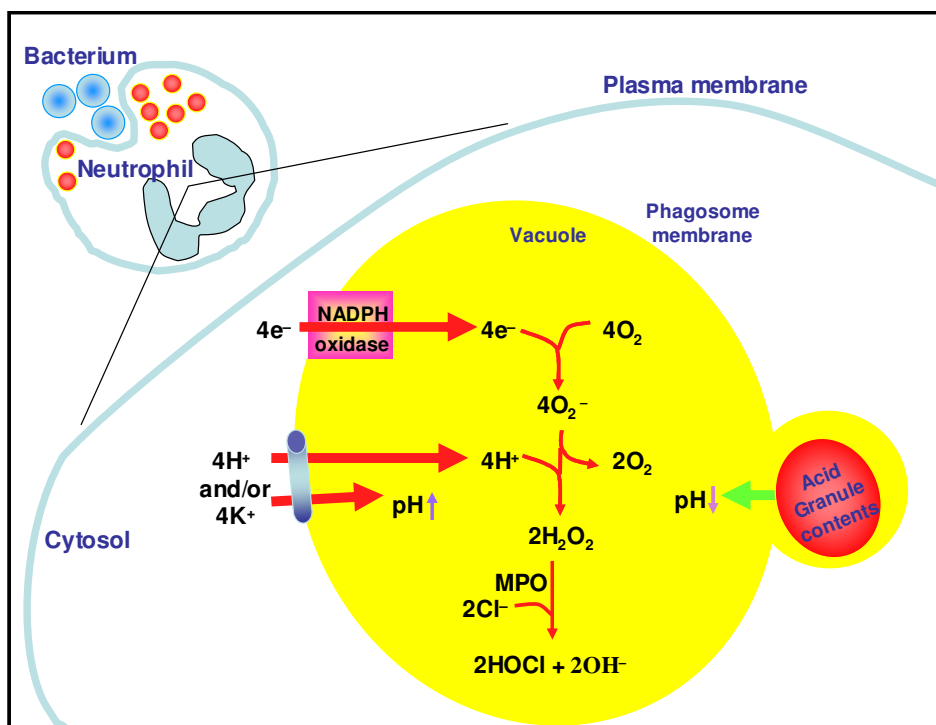 Bacterium
Plasma membrane
Neutrophil
Vacuole
Phagosome
membrane
NADPH
oxidase
4e⁻
4e⁻
4O₂
4O₂⁻
4H⁺
and/or
4K⁺
4H⁺
2O₂
pH↑
pH↓
Acid
Granule
contents
Cytosol
2H₂O₂
MPO
2Cl⁻
2HOCl + 2OH⁻